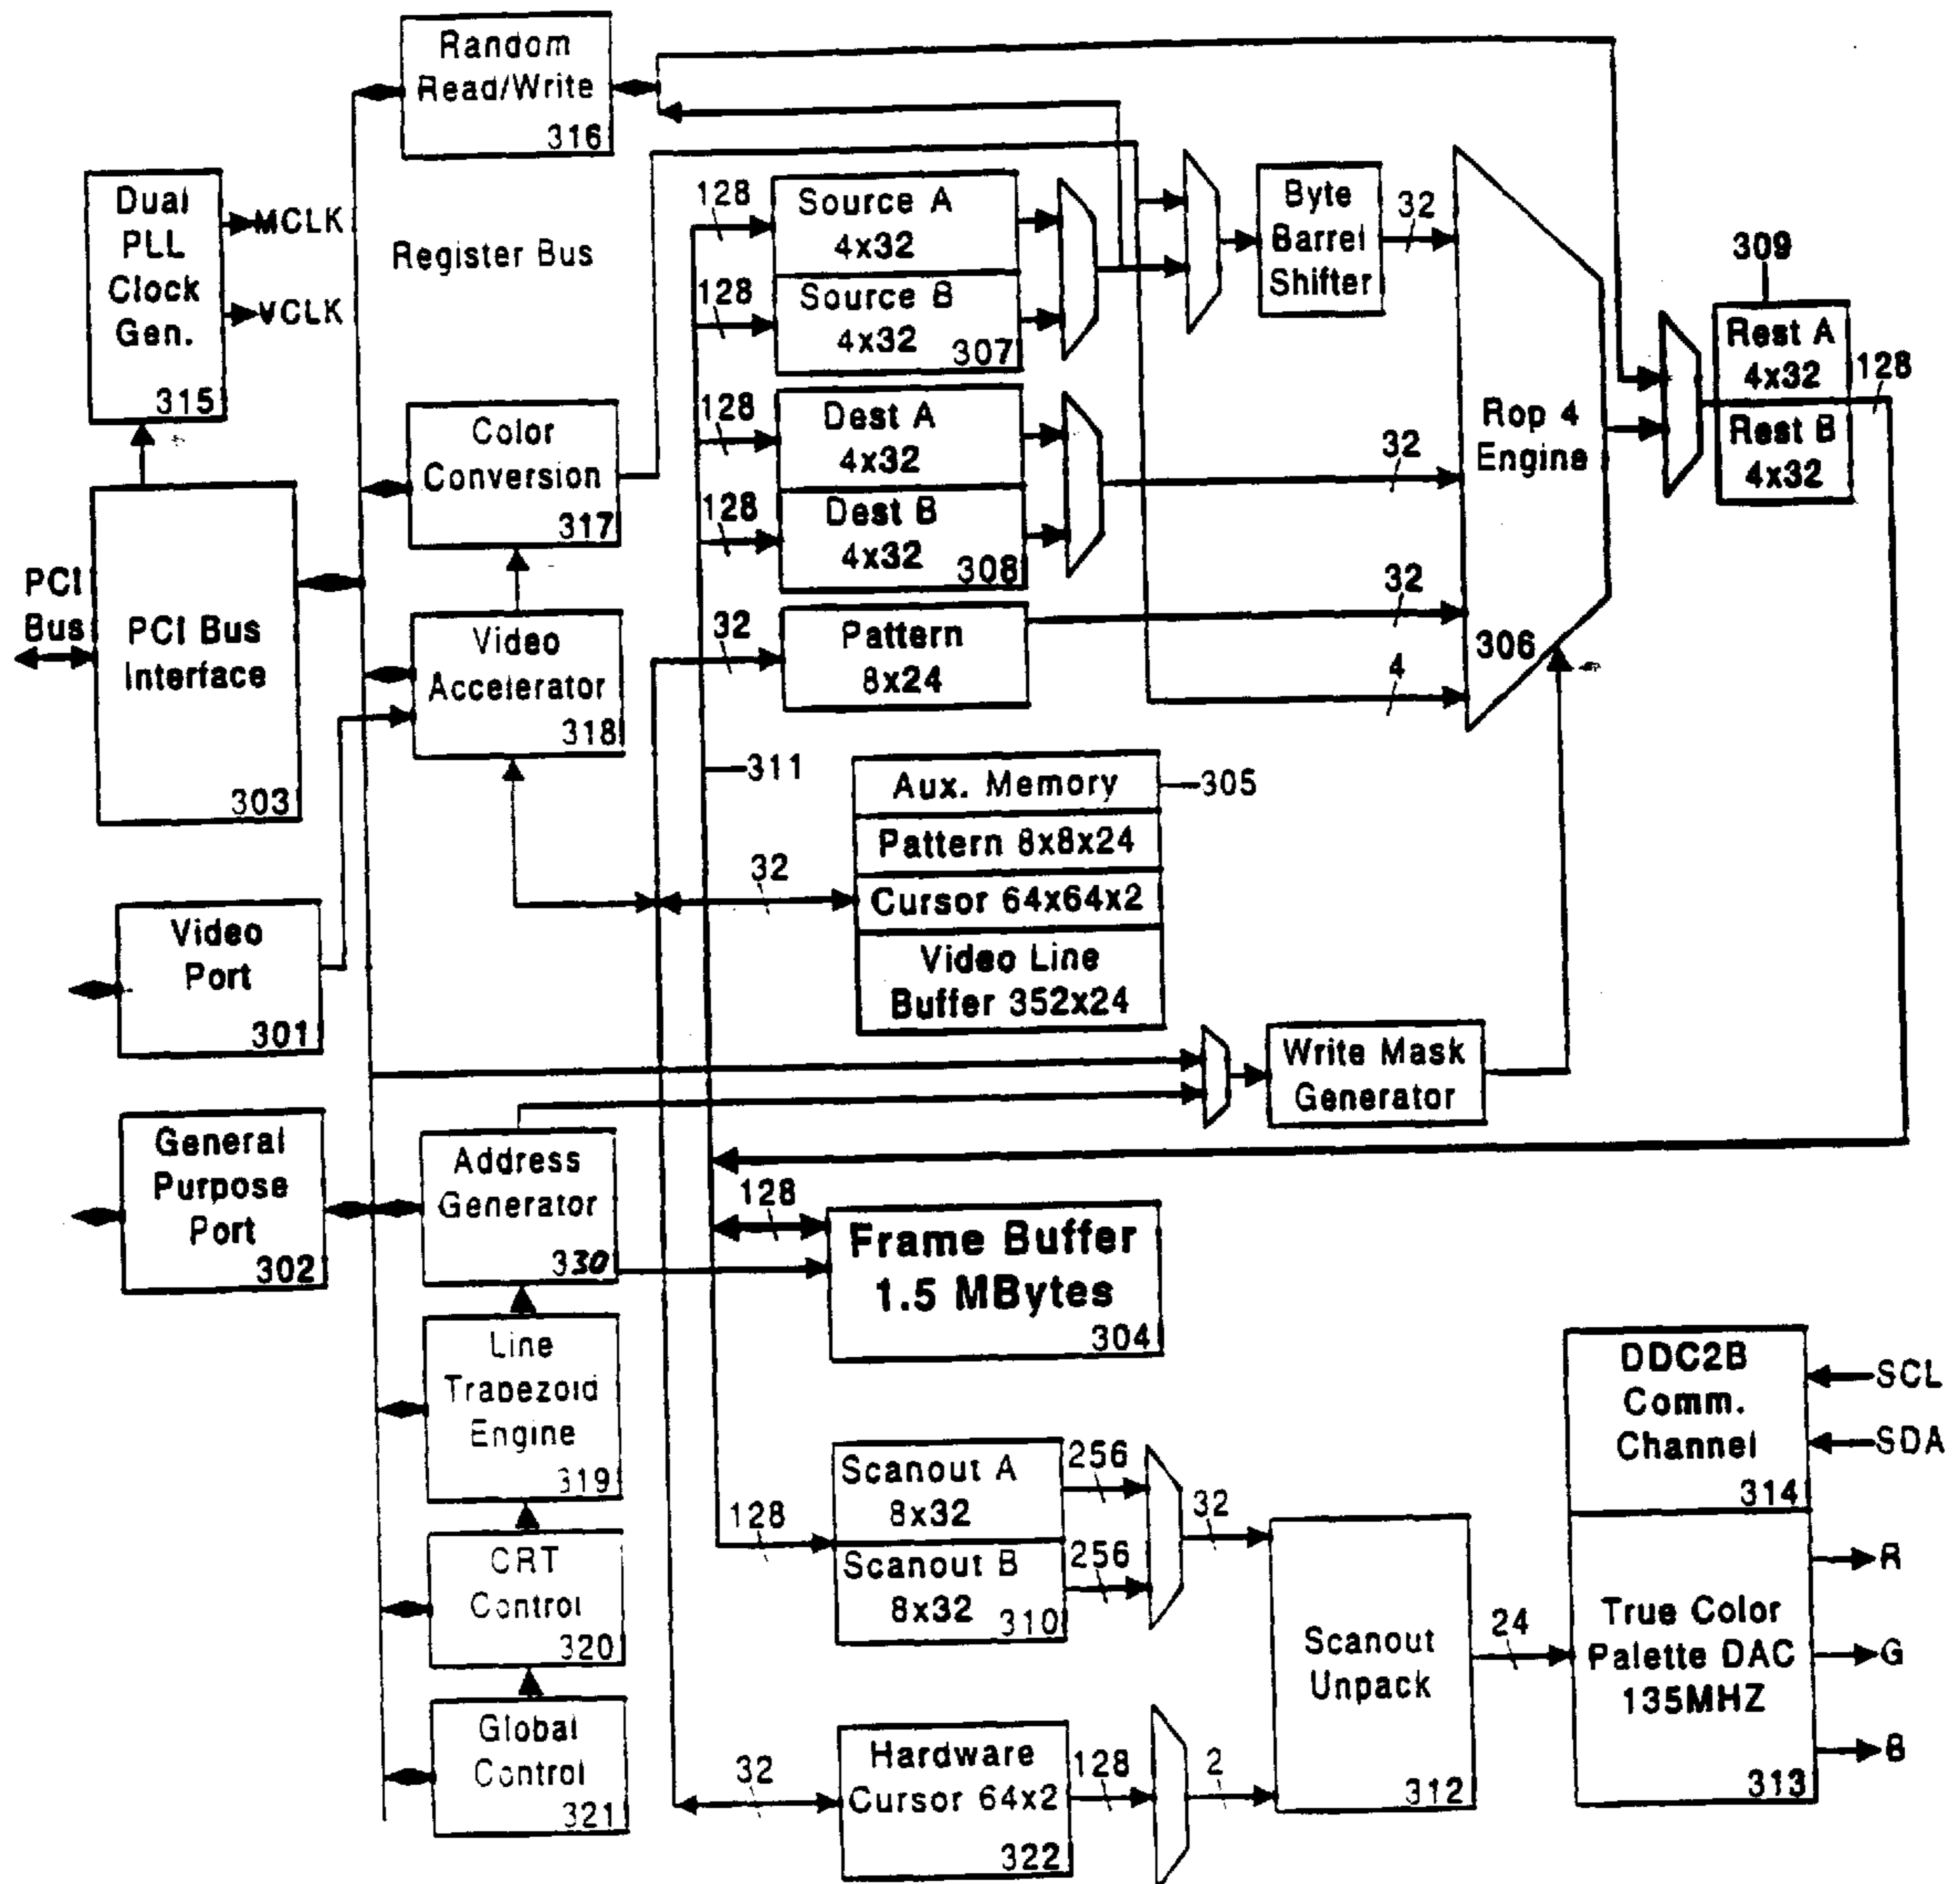 Random
Read/Write
316
Dual
PLL
Clock
Gen.
315
MCLK
VCLK
Register Bus
128
Source A
4x32
128
Source B
4x32
307
Byte
Barrel
Shifter
32
309
Rest A
4x32
128
Rest B
4x32
Color
Conversion
317
128
Dest A
4x32
128
Dest B
4x32
308
32
Rop 4
Engine
306
PCI
Bus
PCI Bus
Interface
303
Video
Accelerator
318
32
Pattern
8x24
32
4
311
Aux. Memory
305
Pattern 8x8x24
32
Cursor 64x64x2
Video Line
Buffer 352x24
Video
Port
301
Write Mask
Generator
General
Purpose
Port
302
Address
Generator
330
128
Frame Buffer
1.5 MBytes
304
Line
Trapezoid
Engine
319
DDC2B
Comm.
Channel
314
SCL
SDA
128
Scanout A
8x32
256
Scanout B
8x32
310
256
32
CRT
Control
320
Scanout
Unpack
312
24
True Color
Palette DAC
135MHZ
313
R
G
B
Global
Control
321
32
Hardware
Cursor 64x2
322
128
2